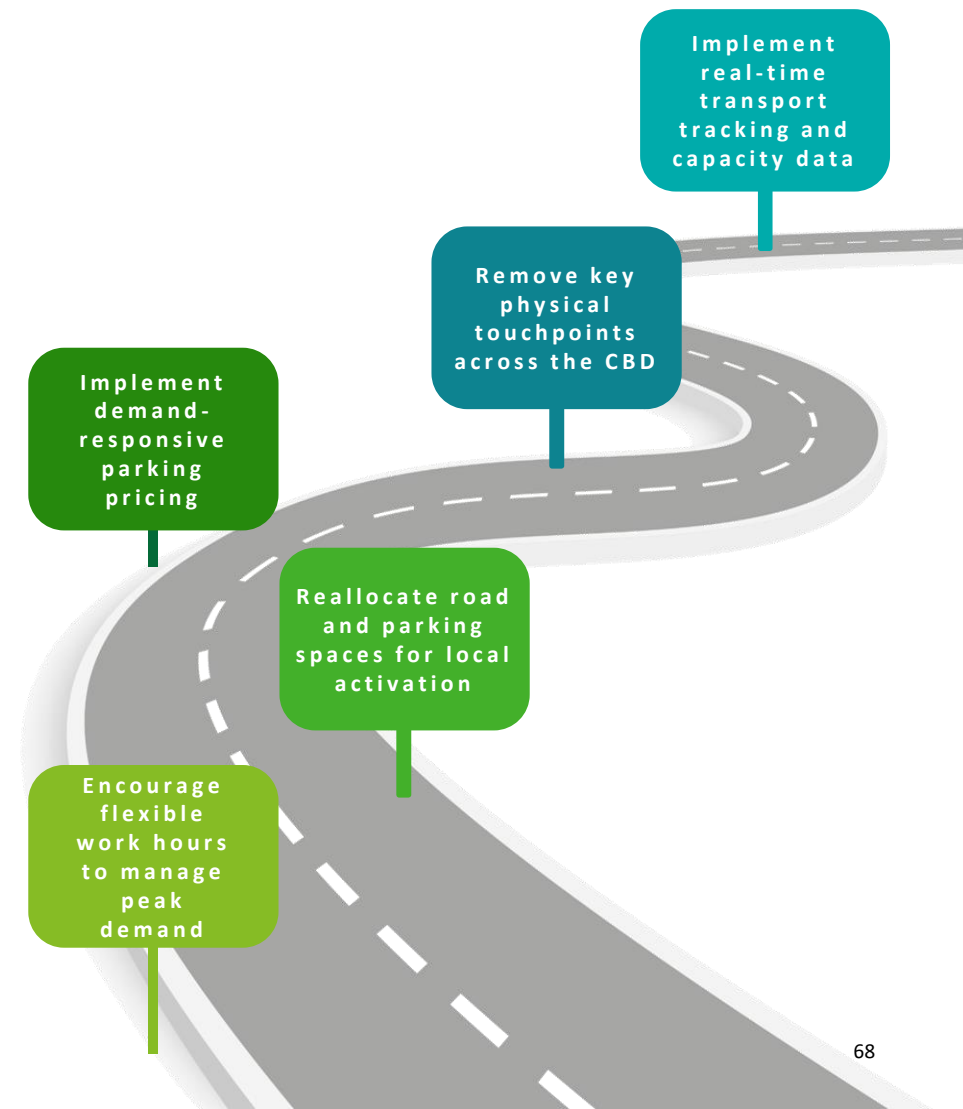 Implement
real-time
transport
tracking and
capacity data
Remove key
physical
touchpoints
across the CBD
Implement
demand-
responsive
parking
pricing
Reallocate road
and parking
spaces for local
activation
Encourage
flexible
work hours
to manage
peak
demand
68